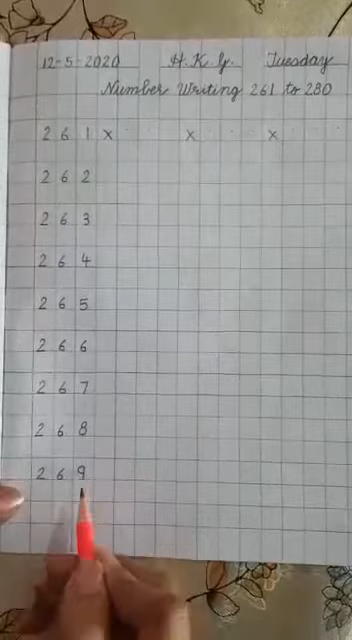 12-5-2020 H.K.G. Tuesday
Number Writing 261 to 280
2 6 1 x x x
2 6 2
2 6 3
2 6 4
2 6 5
2 6 6
2 6 7
2 6 8
2 6 9